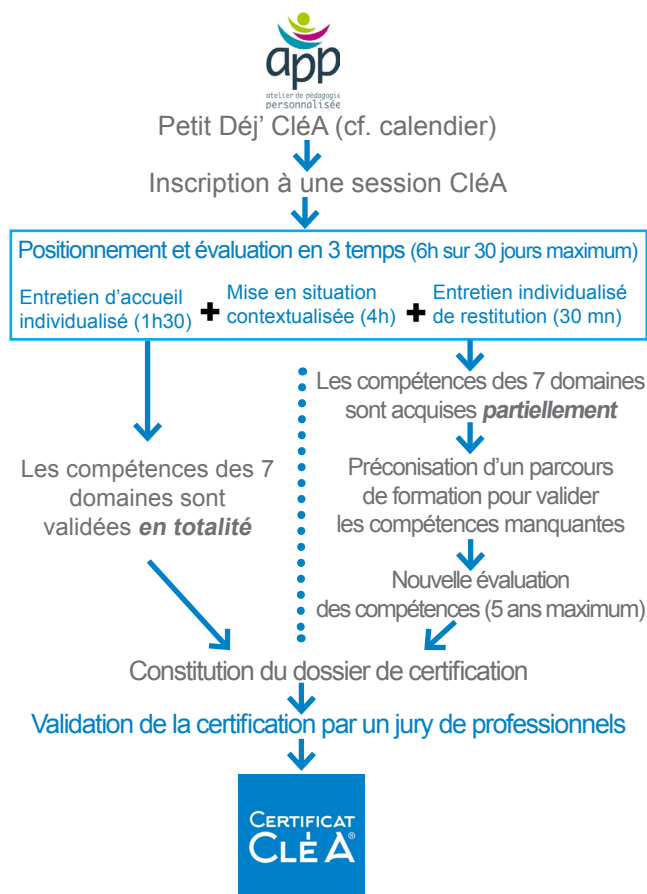 app
atelier de pédagogie
personnalisée
Petit Déj’ CléA (cf. calendier)
Inscription à une session CléA
Positionnement et évaluation en 3 temps (6h sur 30 jours maximum)
Entretien d’accueil
individualisé (1h30)
+
Mise en situation
contextualisée (4h)
+
Entretien individualisé
de restitution (30 mn)
Les compétences des 7
domaines sont
validées en totalité
Les compétences des 7 domaines
sont acquises partiellement
Préconisation d’un parcours
de formation pour valider
les compétences manquantes
Nouvelle évaluation
des compétences (5 ans maximum)
Constitution du dossier de certification
Validation de la certification par un jury de professionnels
CERTIFICAT
CLÉA®